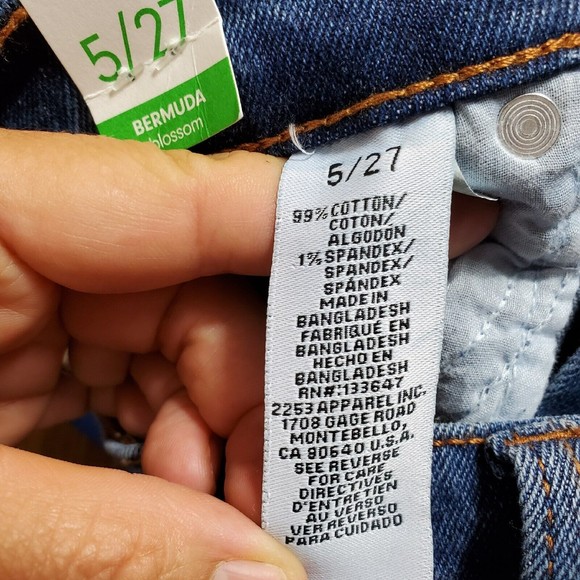 5/27
BERMUDA
blossom
5/27
99% COTTON/
COTON/
ALGODON
1% SPANDEX/
SPANDEX/
SPÁNDEX
MADE IN
BANGLADESH
FABRIQUÉ EN
BANGLADESH
HECHO EN
BANGLADESH
RN#:133647
2253 APPAREL INC.
1708 GAGE ROAD
MONTEBELLO,
CA 90640 U.S.A.
SEE REVERSE
FOR CARE
DIRECTIVES
D'ENTRETIEN
AU VERSO
VER REVERSO
PARA CUIDADO